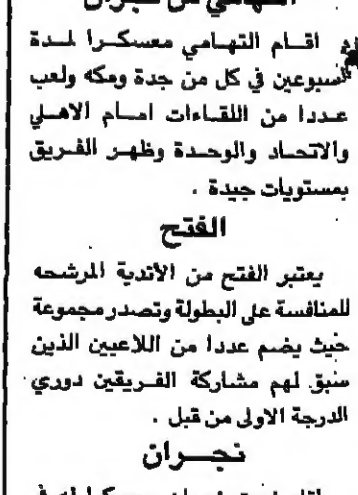 اقام التهامي معسكرا لمدة
اسبوعين في كل من جدة ومكه ولعب
عددا من اللقاءات امام الاهلي
والاتحاد والوحدة وظهر الفريق
بمستويات جيدة .
الفتح
يعتبر الفتح من الأندية المرشحه
للمنافسة على البطولة وتصدر مجموعة
حيث يضم عددا من اللاعبين الذين
سبق لهم مشاركة الفريقين دوري
الدرجة الاولى من قبل .
نجران